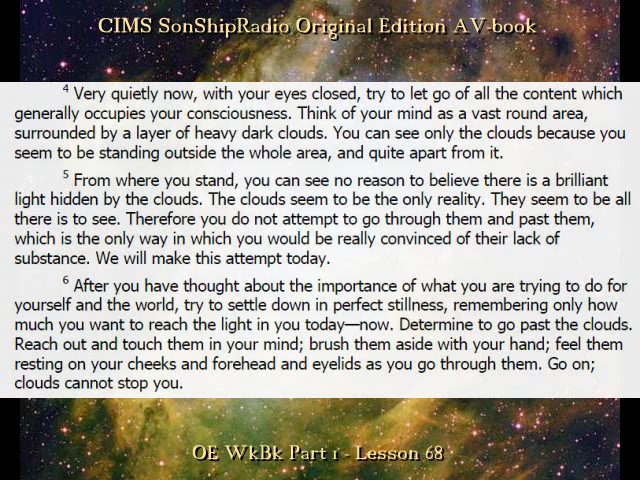 CIMS SonShipRadio Original Edition AV-book
4 Very quietly now, with your eyes closed, try to let go of all the content which
generally occupies your consciousness. Think of your mind as a vast round area,
surrounded by a layer of heavy dark clouds. You can see only the clouds because you
seem to be standing outside the whole area, and quite apart from it.
5 From where you stand, you can see no reason to believe there is a brilliant
light hidden by the clouds. The clouds seem to be the only reality. They seem to be all
there is to see. Therefore you do not attempt to go through them and past them,
which is the only way in which you would be really convinced of their lack of
substance. We will make this attempt today.
6 After you have thought about the importance of what you are trying to do for
yourself and the world, try to settle down in perfect stillness, remembering only how
much you want to reach the light in you today—now. Determine to go past the clouds.
Reach out and touch them in your mind; brush them aside with your hand; feel them
resting on your cheeks and forehead and eyelids as you go through them. Go on;
clouds cannot stop you.
OE WkBk Part 1 - Lesson 68